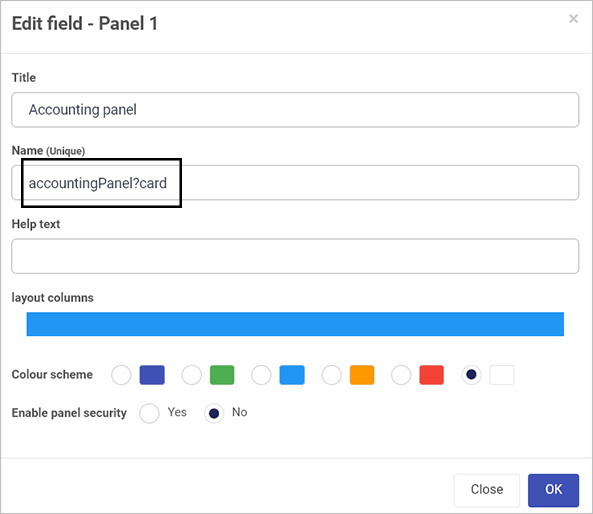 Edit field - Panel 1
×
Title
Accounting panel
Name (Unique)
accountingPanel?card
Help text
layout columns
Colour scheme
Enable panel security Yes No
Close OK